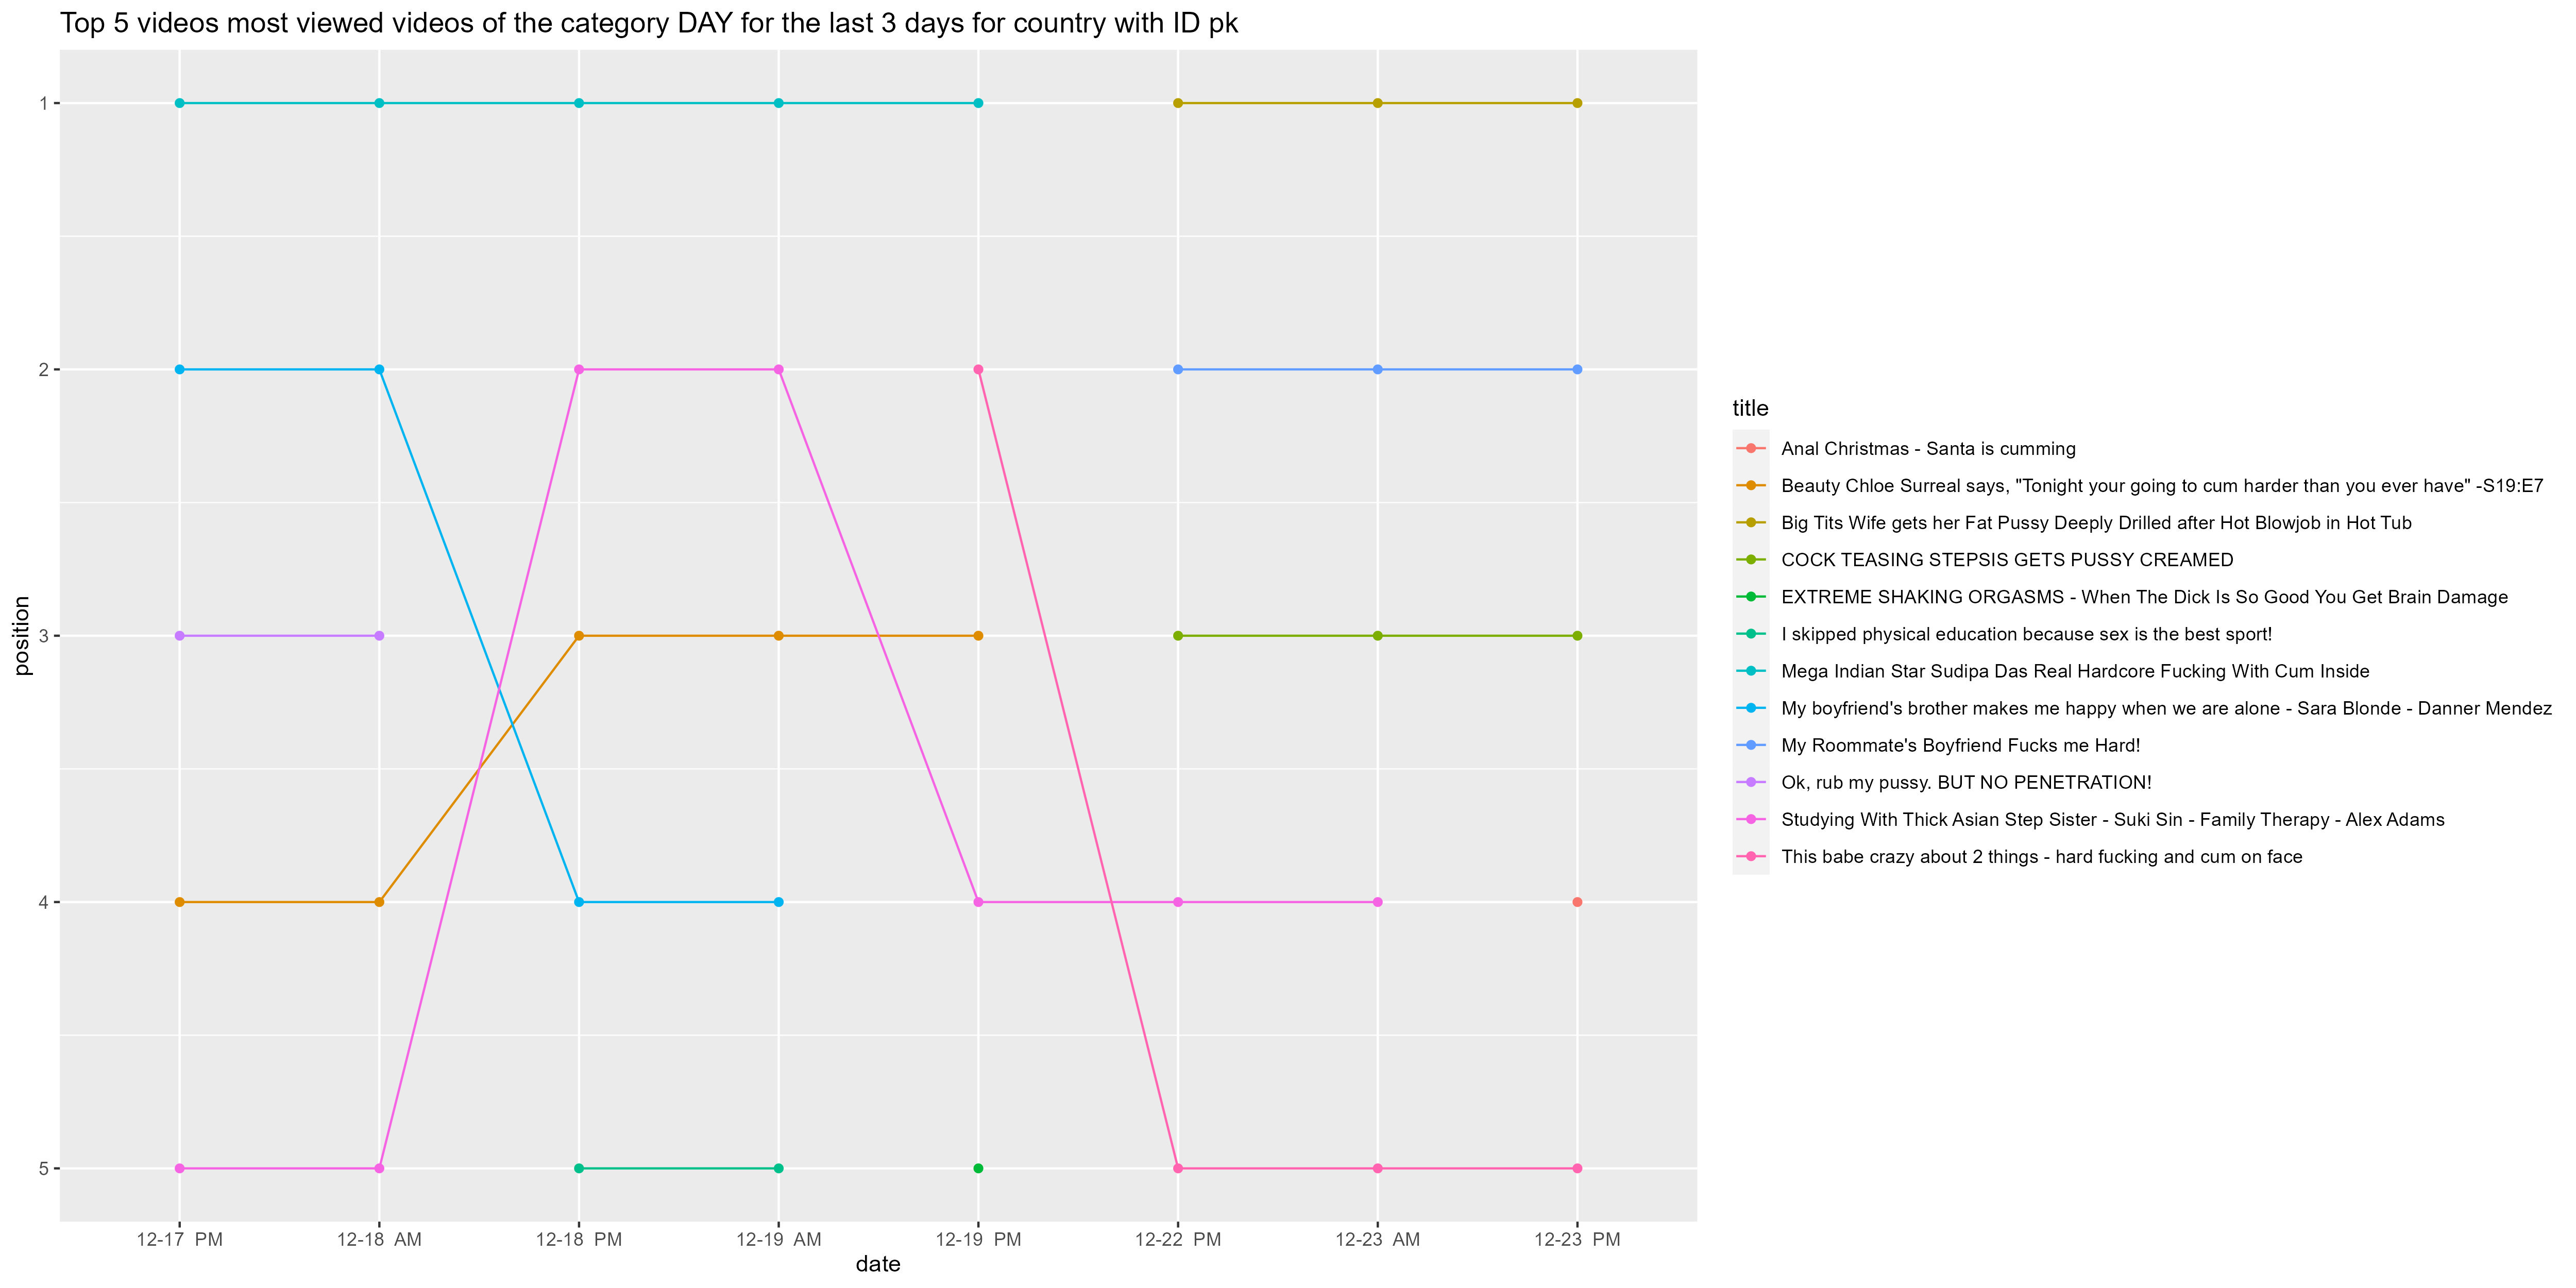 Top 5 videos most viewed videos of the category DAY for the last 3 days for country with ID pk
position
1
2
3
4
5
12-17 PM
12-18 AM
12-18 PM
12-19 AM
12-19 PM
12-22 PM
12-23 AM
12-23 PM
date
title
Anal Christmas - Santa is cumming
Beauty Chloe Surreal says, "Tonight your going to cum harder than you ever have" -S19:E7
Big Tits Wife gets her Fat Pussy Deeply Drilled after Hot Blowjob in Hot Tub
COCK TEASING STEPSIS GETS PUSSY CREAMED
EXTREME SHAKING ORGASMS - When The Dick Is So Good You Get Brain Damage
I skipped physical education because sex is the best sport!
Mega Indian Star Sudipa Das Real Hardcore Fucking With Cum Inside
My boyfriend's brother makes me happy when we are alone - Sara Blonde - Danner Mendez
My Roommate's Boyfriend Fucks me Hard!
Ok, rub my pussy. BUT NO PENETRATION!
Studying With Thick Asian Step Sister - Suki Sin - Family Therapy - Alex Adams
This babe crazy about 2 things - hard fucking and cum on face